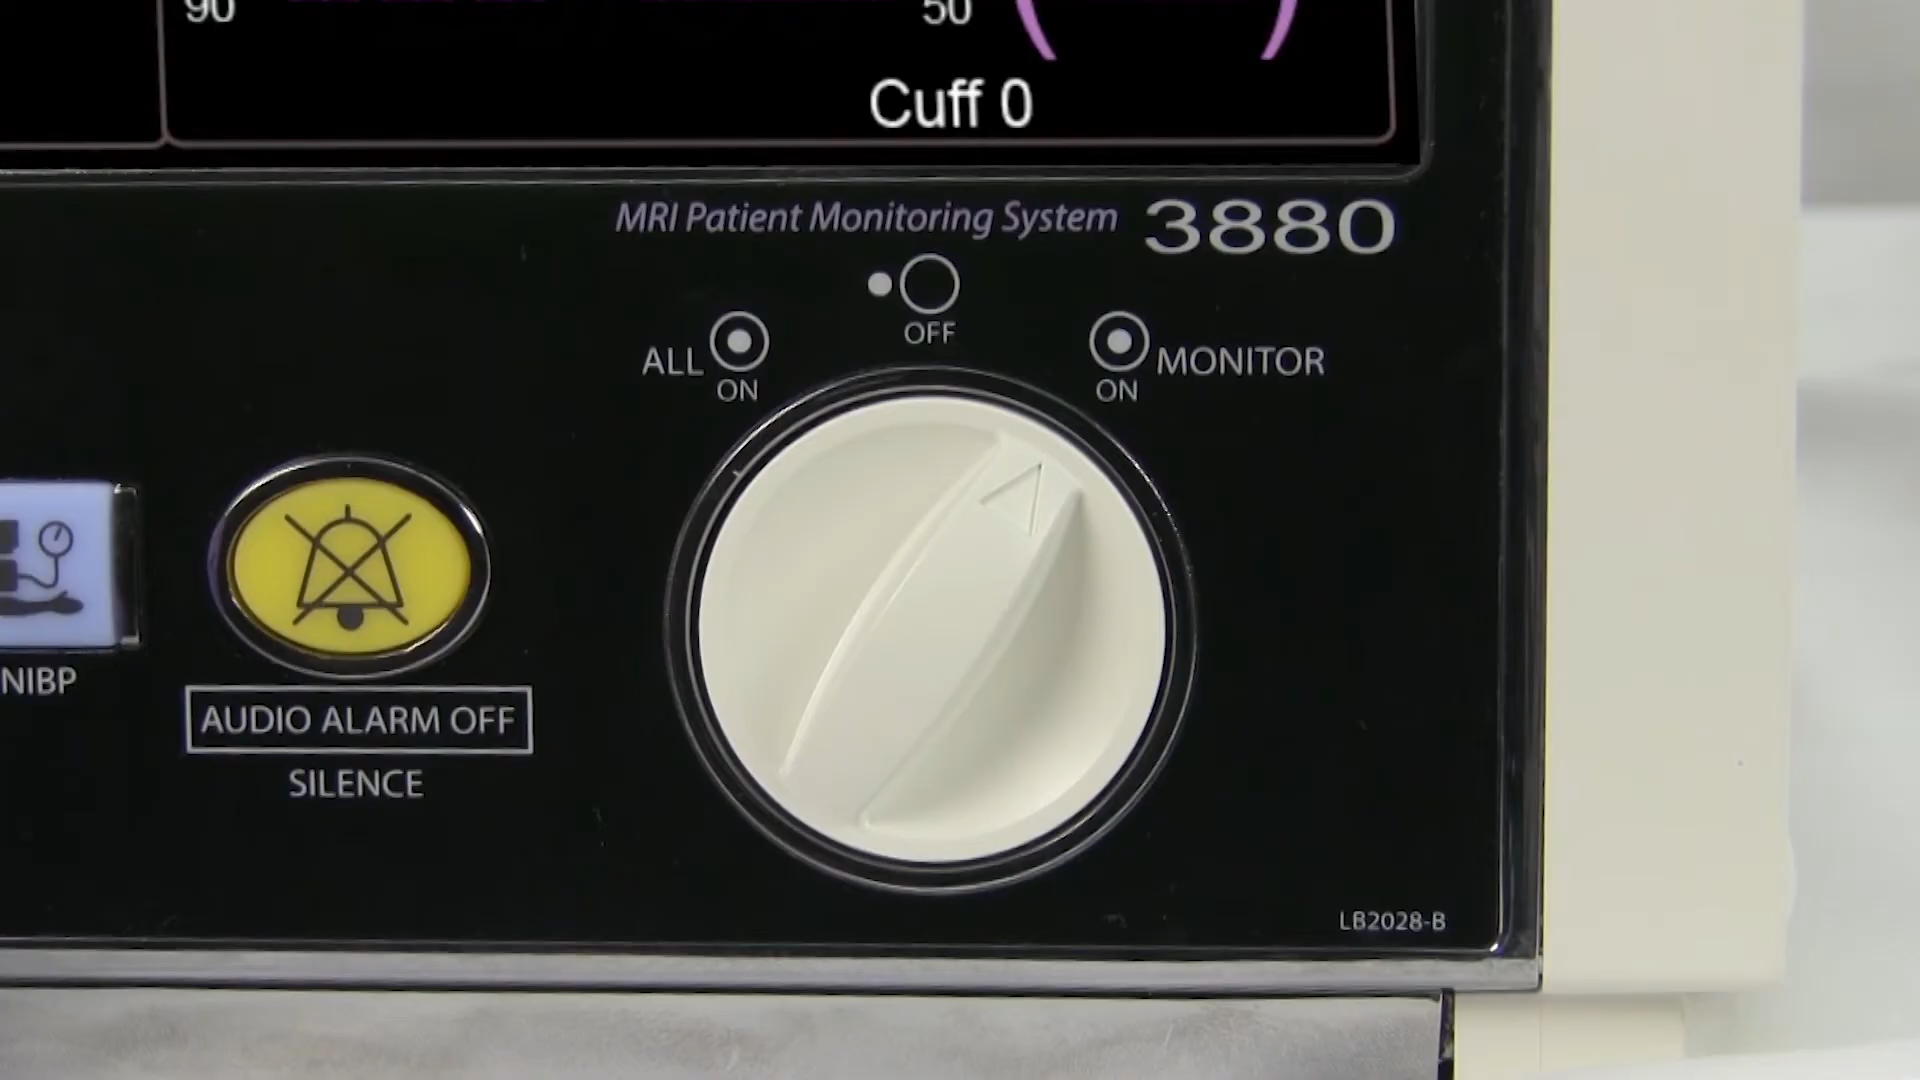 90
50
Cuff 0
MRI Patient Monitoring System 3880
OFF
ALL
ON
MONITOR
ON
NIBP
AUDIO ALARM OFF
SILENCE
LB2028-B